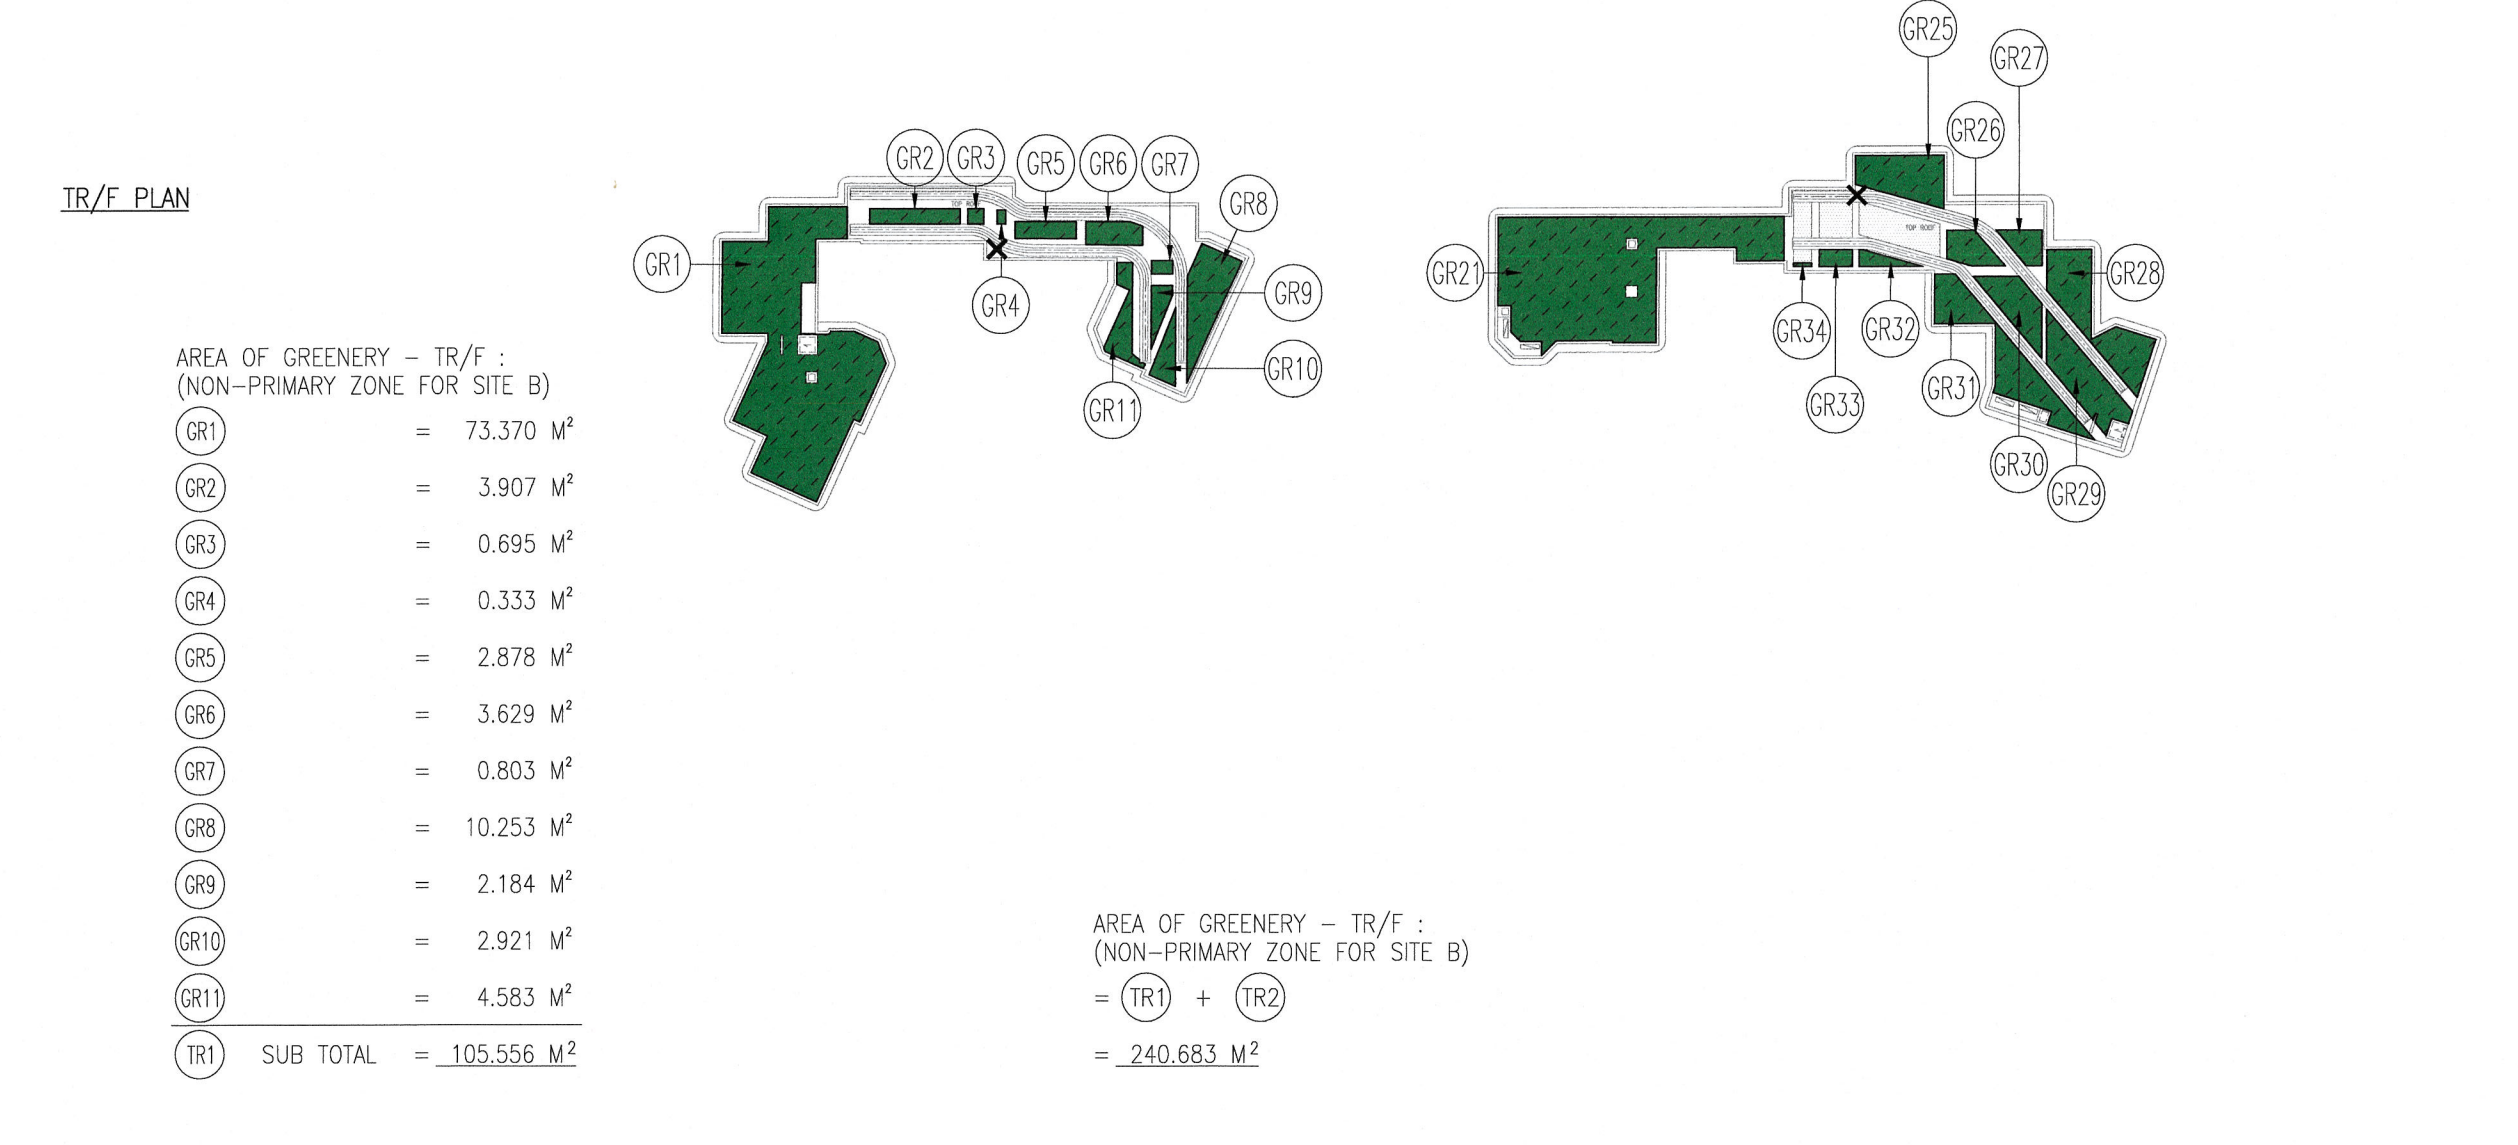 TR/F PLAN
GR2 GR3 GR5 GR6 GR7
GR8
GR1
GR4
GR9
GR10
GR11
TOP ROOF
GR25
GR27
GR26
GR21
GR28
GR34
GR32
GR33
GR31
GR30
GR29
TOP ROOF
AREA OF GREENERY – TR/F :
(NON–PRIMARY ZONE FOR SITE B)
GR1 = 73.370 M²
GR2 = 3.907 M²
GR3 = 0.695 M²
GR4 = 0.333 M²
GR5 = 2.878 M²
GR6 = 3.629 M²
GR7 = 0.803 M²
GR8 = 10.253 M²
GR9 = 2.184 M²
GR10 = 2.921 M²
GR11 = 4.583 M²
TR1 SUB TOTAL = 105.556 M²
AREA OF GREENERY – TR/F :
(NON–PRIMARY ZONE FOR SITE B)
= TR1 + TR2
= 240.683 M²